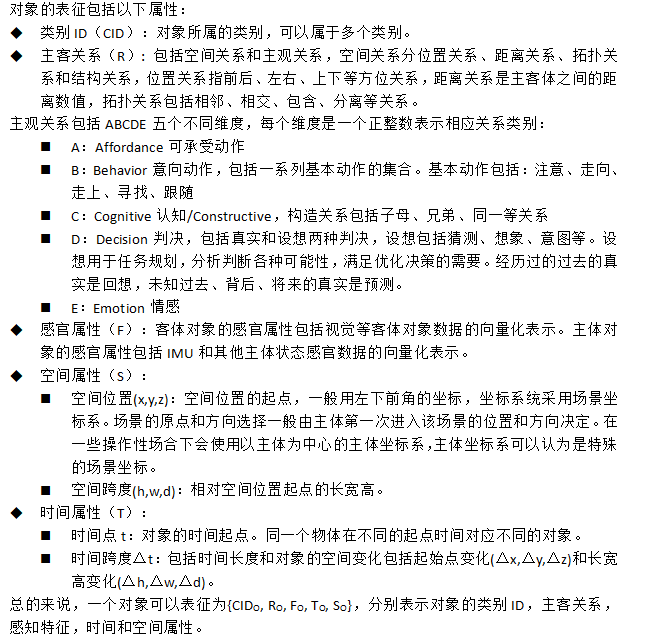 对象的表征包括以下属性：
◆ 类别 ID（CID）：对象所属的类别，可以属于多个类别。
◆ 主客关系（R）：包括空间关系和主观关系，空间关系分位置关系、距离关系、拓扑关
系和结构关系，位置关系指前后、左右、上下等方位关系，距离关系是主客体之间的距
离数值，拓扑关系包括相邻、相交、包含、分离等关系。
主观关系包括 ABCDE 五个不同维度，每个维度是一个正整数表示相应关系类别：
■ A：Affordance 可承受动作
■ B：Behavior 意向动作，包括一系列基本动作的集合。基本动作包括：注意、走向、
走上、寻找、跟随
■ C：Cognitive 认知/Constructive，构造关系包括子母、兄弟、同一等关系
■ D：Decision 判决，包括真实和设想两种判决，设想包括猜测、想象、意图等。设
想用于任务规划，分析判断各种可能性，满足优化决策的需要。经历过的过去的真
实是回想，未知过去、背后、将来的真实是预测。
■ E：Emotion 情感
◆ 感官属性（F）：客体对象的感官属性包括视觉等客体对象数据的向量化表示。主体对
象的感官属性包括 IMU 和其他主体状态感官数据的向量化表示。
◆ 空间属性（S）：
■ 空间位置(x,y,z)：空间位置的起点，一般用左下前角的坐标，坐标系统采用场景坐
标系。场景的原点和方向选择一般由主体第一次进入该场景的位置和方向决定。在
一些操作性场合下会使用以主体为中心的主体坐标系，主体坐标系可以认为是特殊
的场景坐标。
■ 空间跨度(h,w,d)：相对空间位置起点的长宽高。
◆ 时间属性（T）：
■ 时间点 t：对象的时间起点。同一个物体在不同的起点时间对应不同的对象。
■ 时间跨度△t：包括时间长度和对象的空间变化包括起始点变化(△x,△y,△z)和长宽
高变化(△h,△w,△d)。
总的来说，一个对象可以表征为{CIDO, RO, FO, TO, SO}，分别表示对象的类别 ID，主客关系，
感知特征，时间和空间属性。